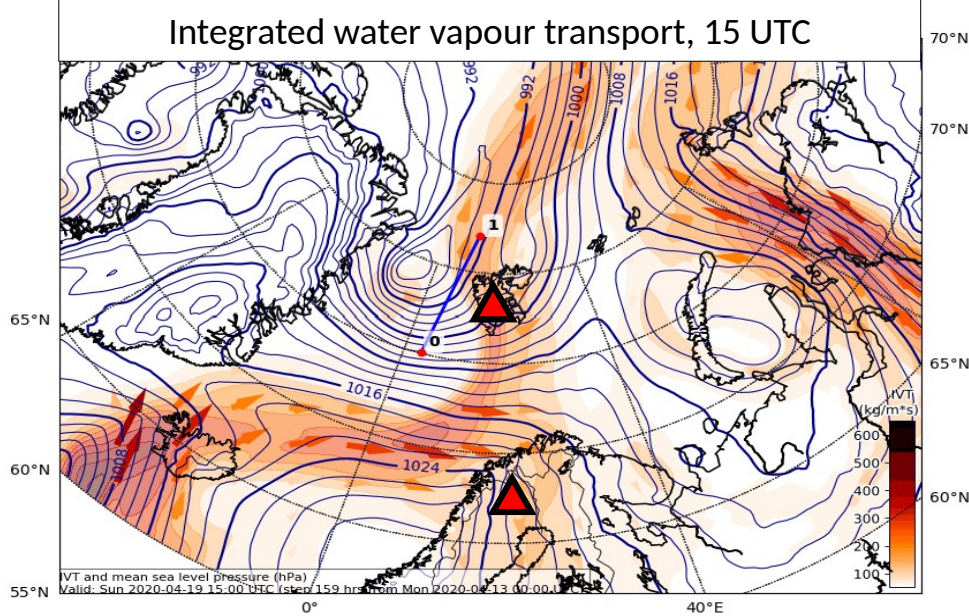 Integrated water vapour transport, 15 UTC
70°N
992
992
992
1000
1008
1016
70°N
1
65°N
0
65°N
1016
IVT
(kg/m*s)
600
1008
60°N
1024
500
60°N
400
300
200
100
IVT and mean sea level pressure (hPa)
55°N
Valid: Sun 2020-04-19 15:00 UTC (step 159 hrs from Mon 2020-04-13 00:00 UTC)
0°
40°E